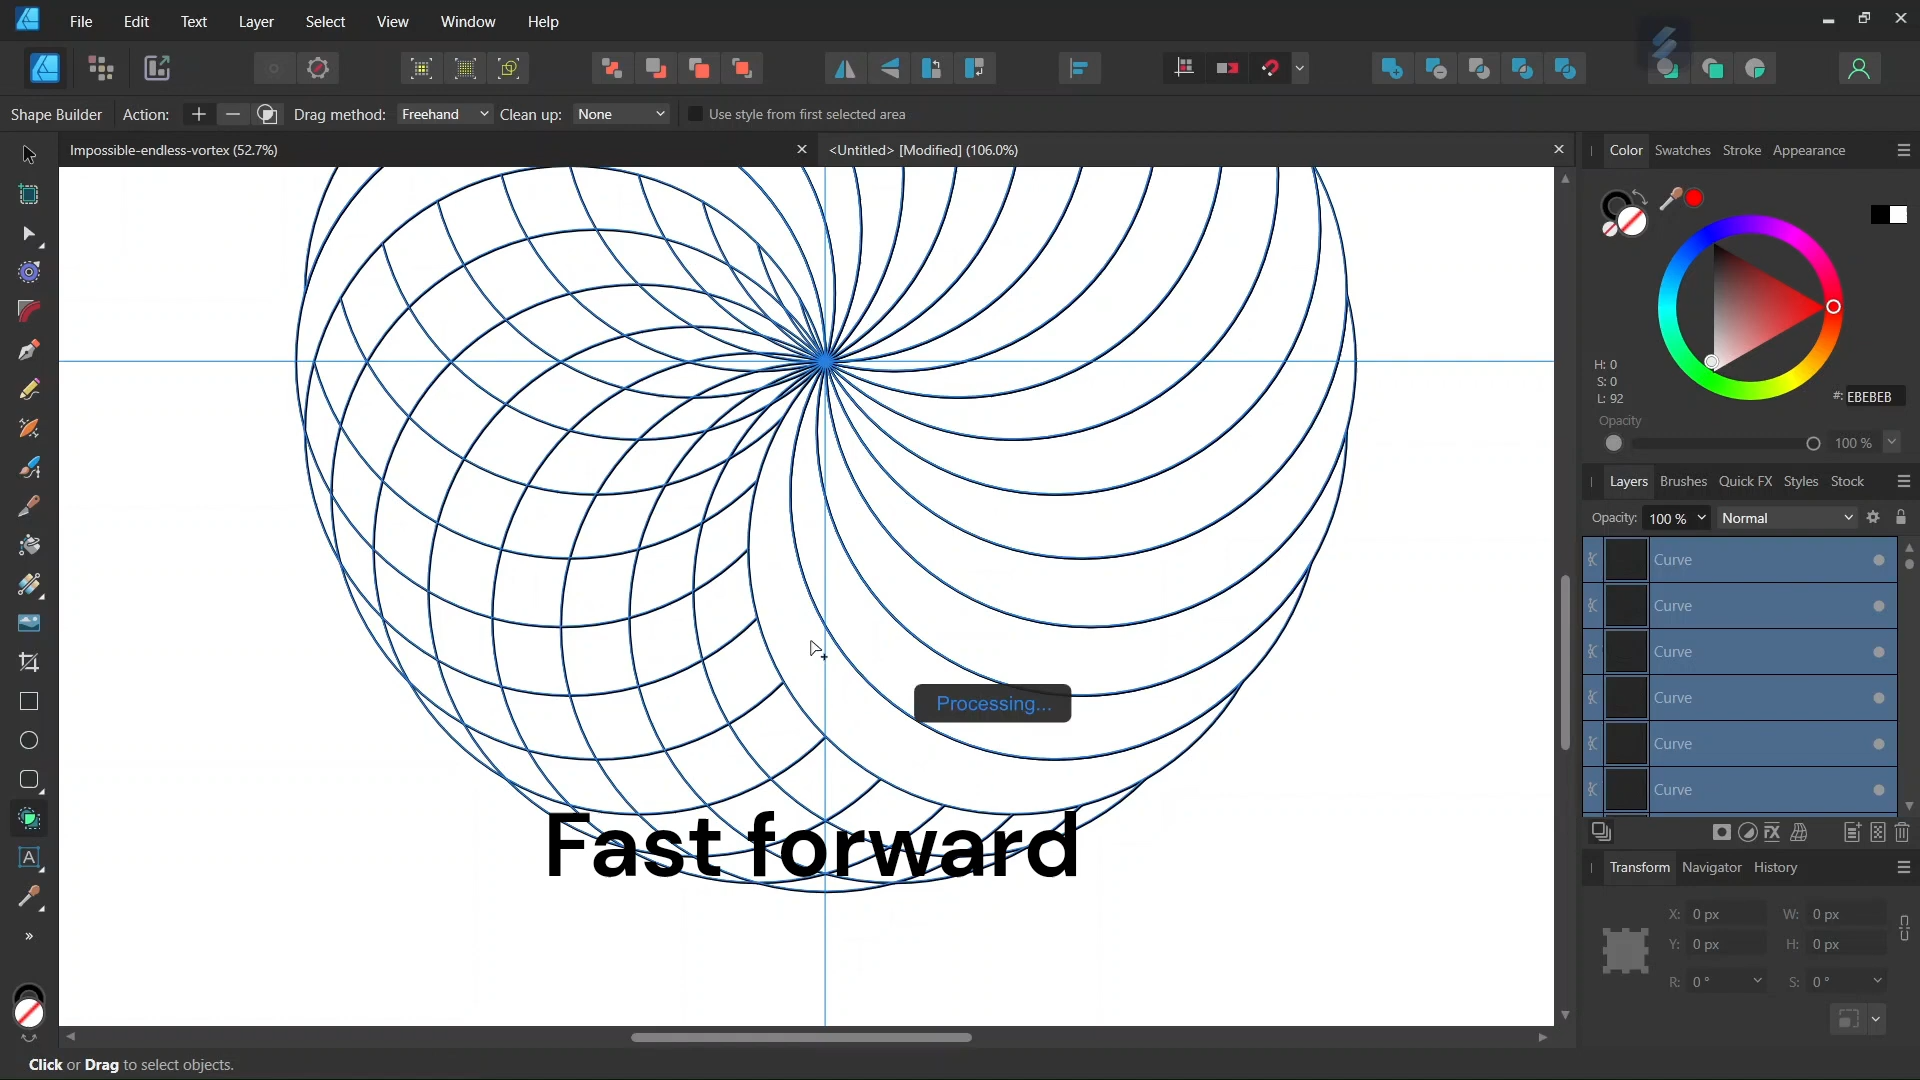 File Edit Text Layer Select View Window Help
Shape Builder Action: Drag method: Freehand Clean up: None Use style from first selected area
Impossible-endless-vortex (52.7%) <Untitled> [Modified] (106.0%)
Color Swatches Stroke Appearance
H: 0
S: 0
L: 92
#: EBEBEB
Opacity
100 %
Layers Brushes Quick FX Styles Stock
Opacity: 100 % Normal
Curve
Curve
Curve
Curve
Curve
Curve
Processing...
Fast forward
Transform Navigator History
X: 0 px W: 0 px
Y: 0 px H: 0 px
R: 0 ° S: 0 °
Click or Drag to select objects.